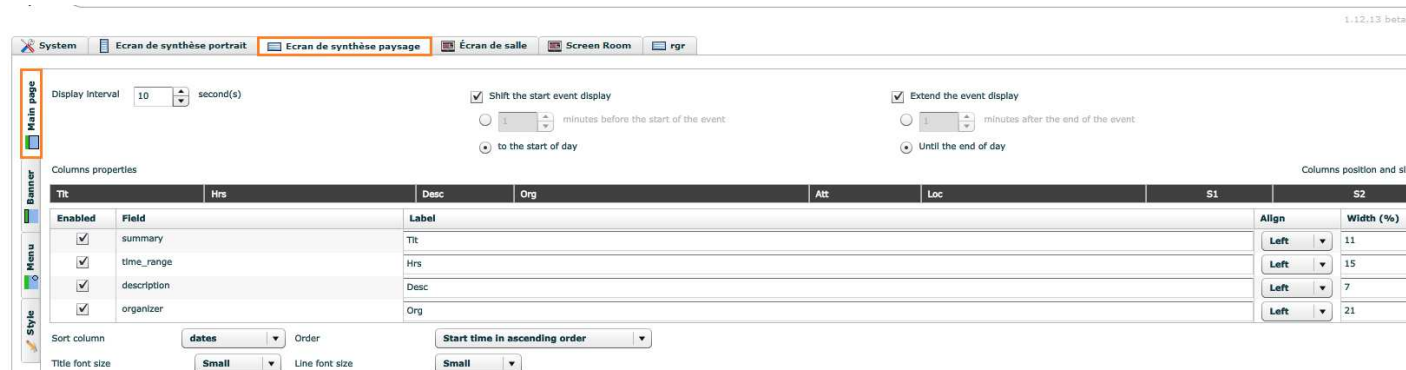 1.12.13 beta
System Ecran de synthèse portrait Ecran de synthèse paysage Écran de salle Screen Room rgr
Main page
Banner
Menu
Style
Display Interval 10 second(s) Shift the start event display Extend the event display
1 minutes before the start of the event 1 minutes after the end of the event
to the start of day Until the end of day
Columns properties Columns position and si
Tit Hrs Desc Org Att Loc S1 S2
Enabled Field Label Align Width (%)
summary Tit Left 11
time_range Hrs Left 15
description Desc Left 7
organizer Org Left 21
Sort column dates Order Start time in ascending order
Title font size Small Line font size Small